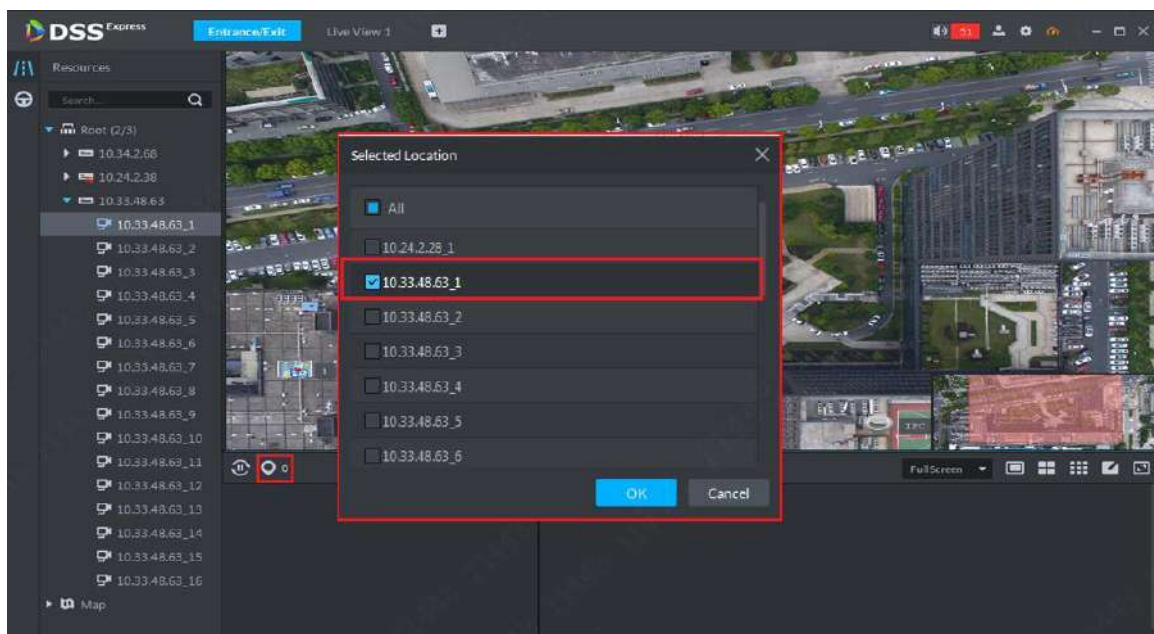 DSS Express
Entrance/Exit
Live View 1
51
Resources
Search...
Root (2/3)
10.34.2.68
10.24.2.38
10.33.48.63
10.33.48.63_1
10.33.48.63_2
10.33.48.63_3
10.33.48.63_4
10.33.48.63_5
10.33.48.63_6
10.33.48.63_7
10.33.48.63_8
10.33.48.63_9
10.33.48.63_10
10.33.48.63_11
10.33.48.63_12
10.33.48.63_13
10.33.48.63_14
10.33.48.63_15
10.33.48.63_16
Map
Selected Location
All
10.24.2.28_1
10.33.48.63_1
10.33.48.63_2
10.33.48.63_3
10.33.48.63_4
10.33.48.63_5
10.33.48.63_6
OK
Cancel
0
Full Screen